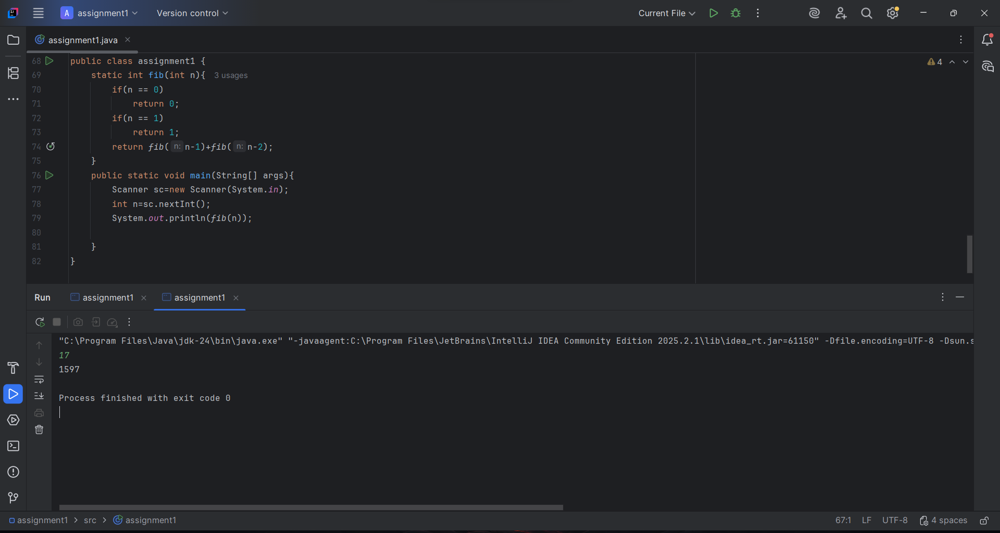 A assignment1 Version control Current File
assignment1.java
68 public class assignment1 {
69 static int fib(int n){ 3 usages
70 if(n == 0)
71 return 0;
72 if(n == 1)
73 return 1;
74 return fib( n: n-1)+fib( n: n-2);
75 }
76 public static void main(String[] args){
77 Scanner sc=new Scanner(System.in);
78 int n=sc.nextInt();
79 System.out.println(fib(n));
80
81 }
82 }
4
Run assignment1 assignment1
"C:\Program Files\Java\jdk-24\bin\java.exe" "-javaagent:C:\Program Files\JetBrains\IntelliJ IDEA Community Edition 2025.2.1\lib\idea_rt.jar=61150" -Dfile.encoding=UTF-8 -Dsun.s
17
1597
Process finished with exit code 0
assignment1 > src > assignment1 67:1 LF UTF-8 4 spaces